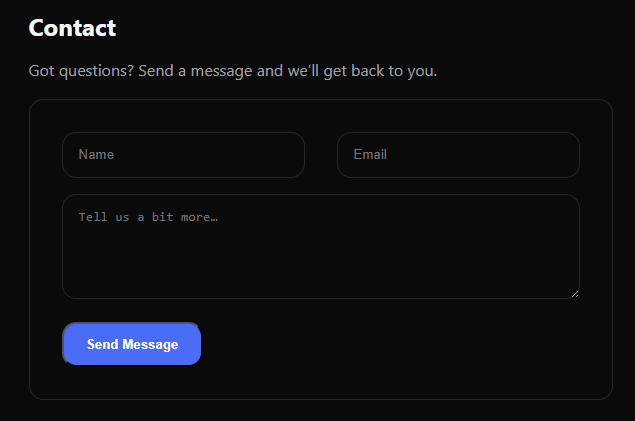 Contact
Got questions? Send a message and we’ll get back to you.
Name
Email
Tell us a bit more…
Send Message